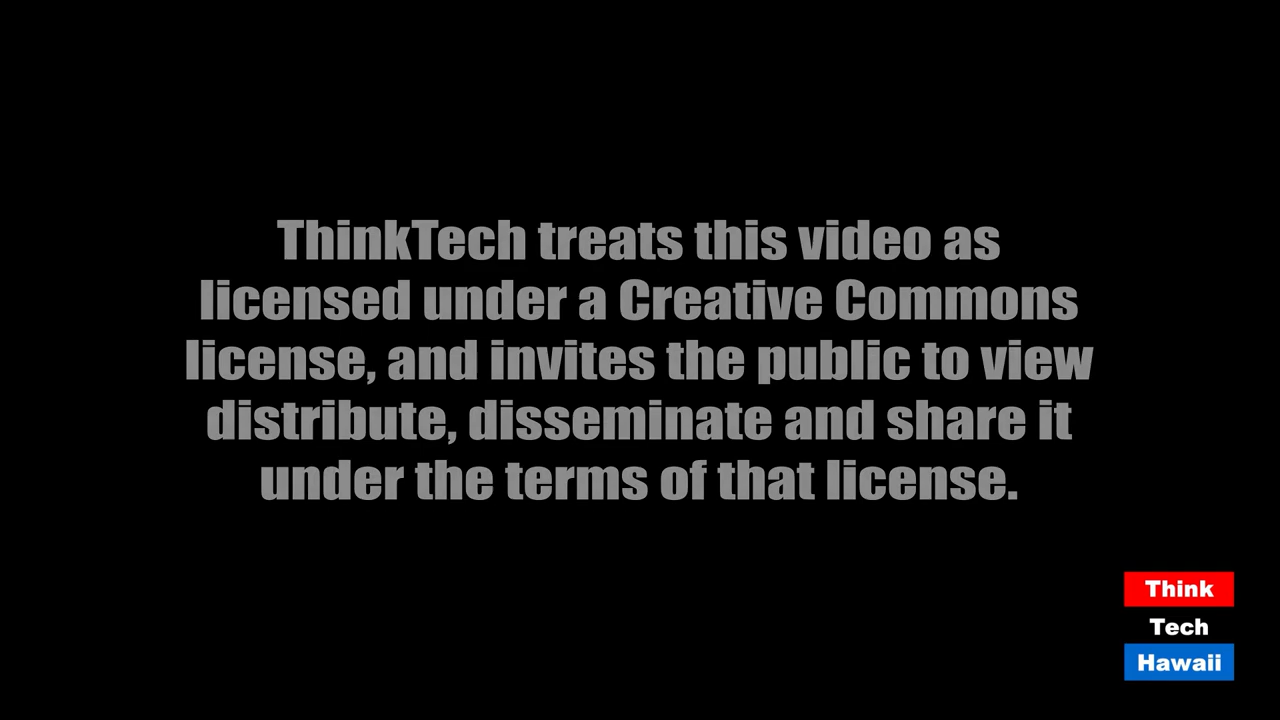 ThinkTech treats this video as
licensed under a Creative Commons
license, and invites the public to view
distribute, disseminate and share it
under the terms of that license.
Think
Tech
Hawaii